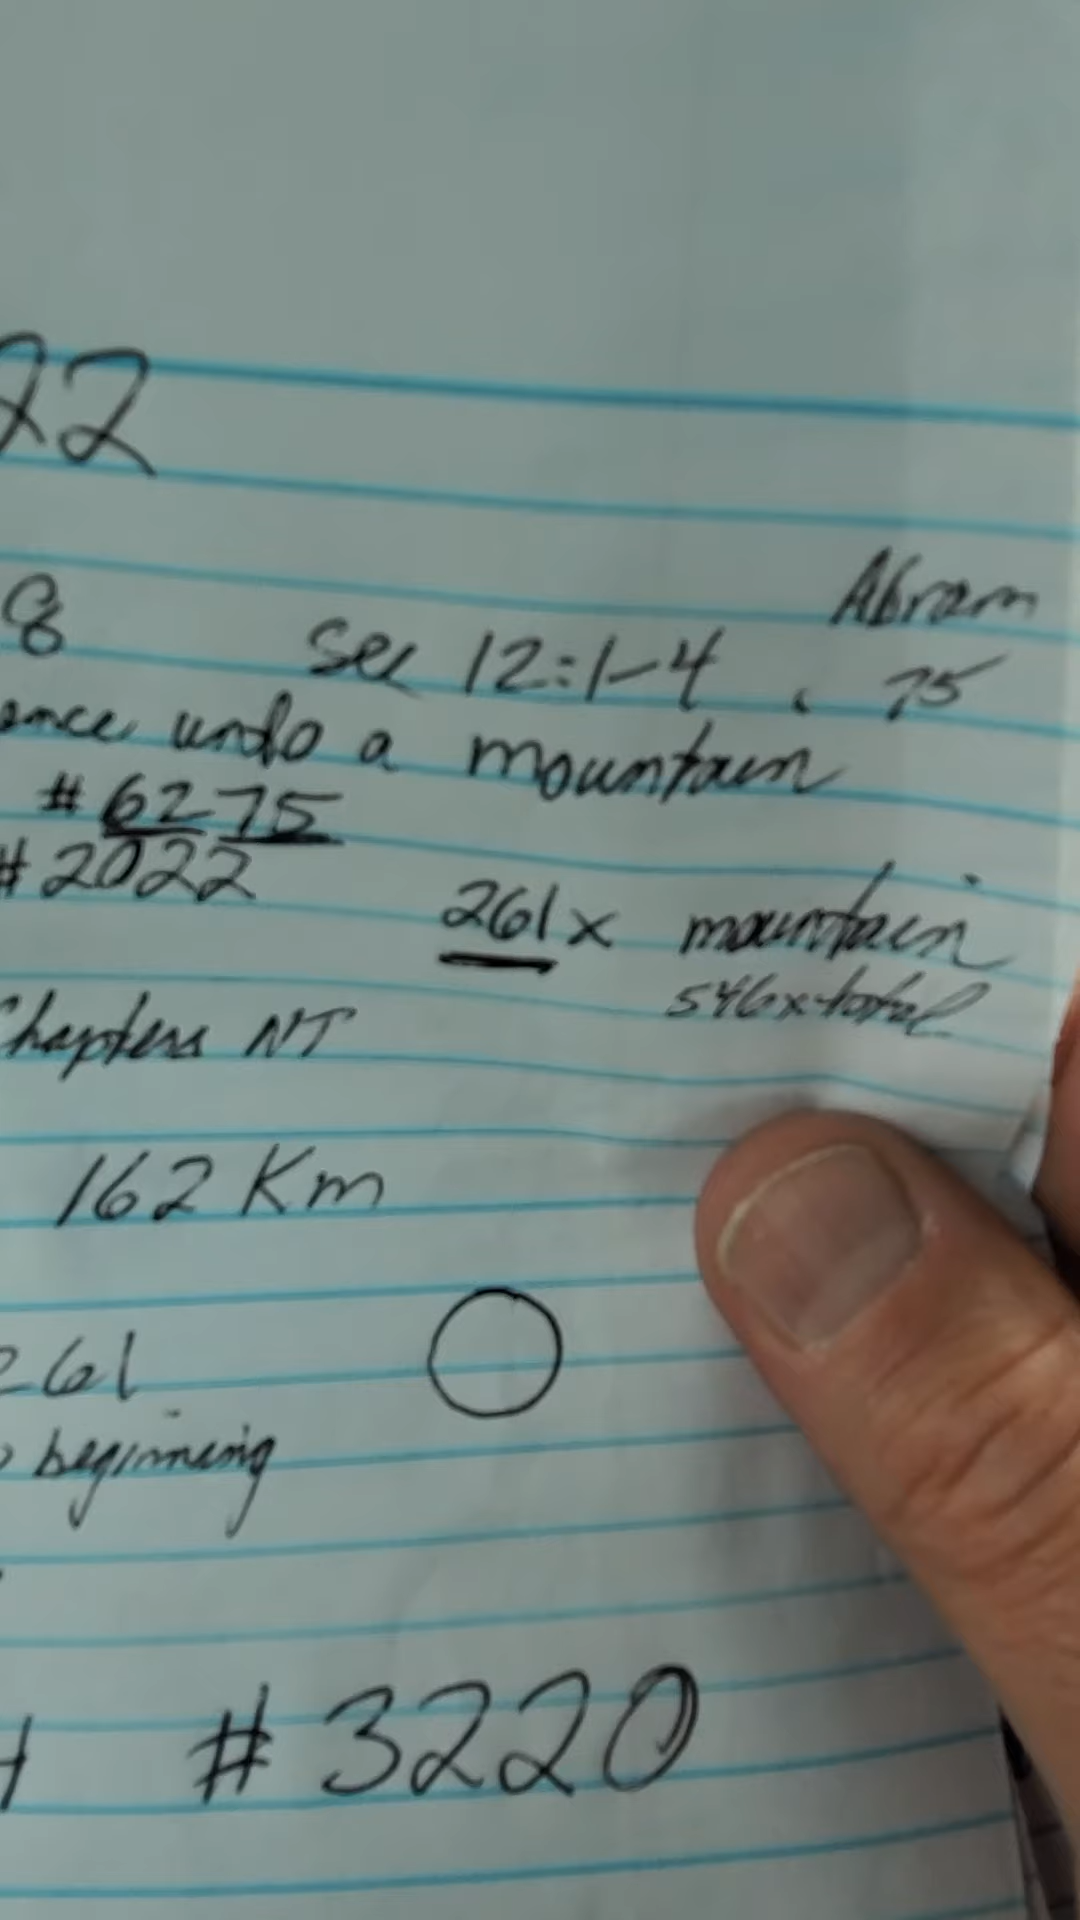 22
Abram
8 see 12:1-4, 75
ence unto a mountain
#6275
#2022
261x mountain
546x total
Chapters NT
162 Km
261
beginning
# 3220